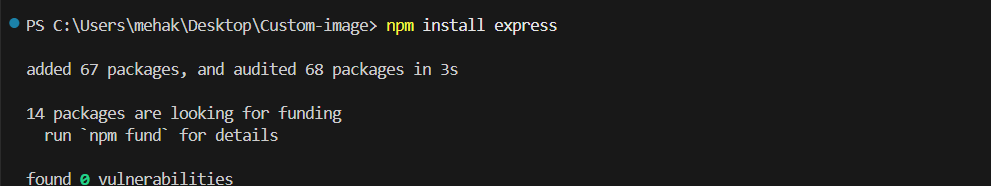 PS C:\Users\mehak\Desktop\Custom-image> npm install express
added 67 packages, and audited 68 packages in 3s
14 packages are looking for funding
run `npm fund` for details
found 0 vulnerabilities